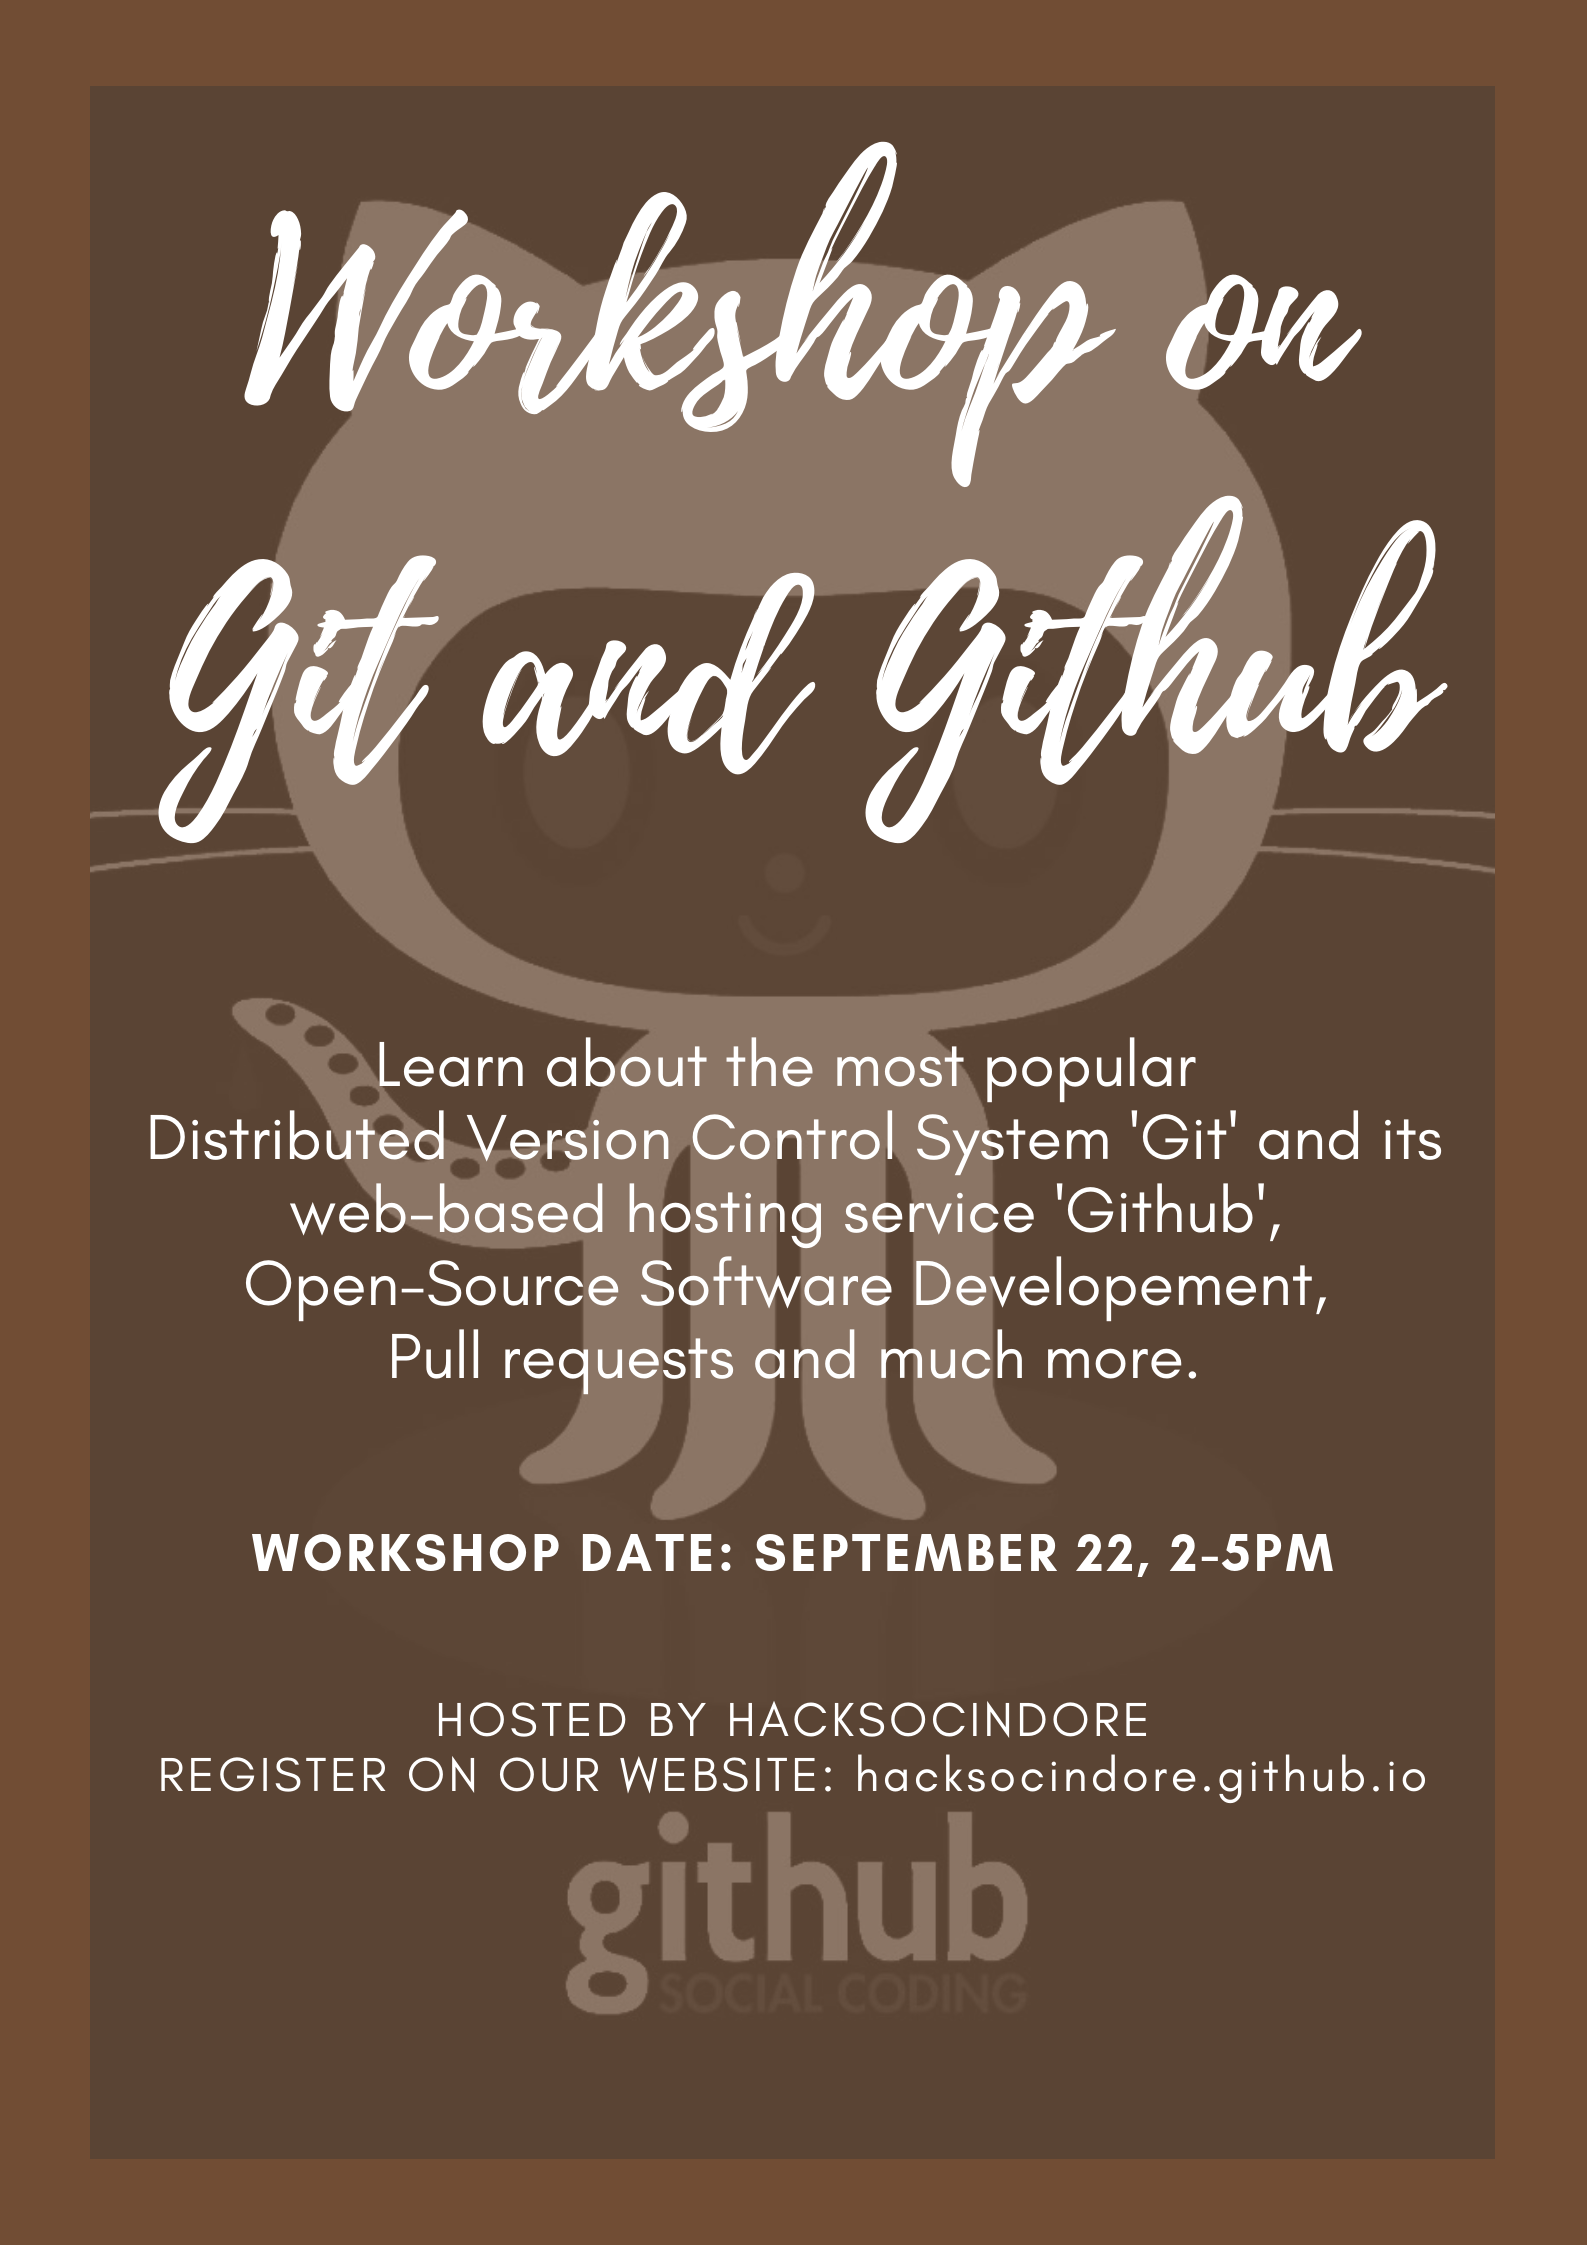 Workshop on
Git and Github
Learn about the most popular
Distributed Version Control System 'Git' and its
web-based hosting service 'Github',
Open-Source Software Developement,
Pull requests and much more.
WORKSHOP DATE: SEPTEMBER 22, 2-5PM
HOSTED BY HACKSOCINDORE
REGISTER ON OUR WEBSITE: hacksocindore.github.io
github
SOCIAL CODING